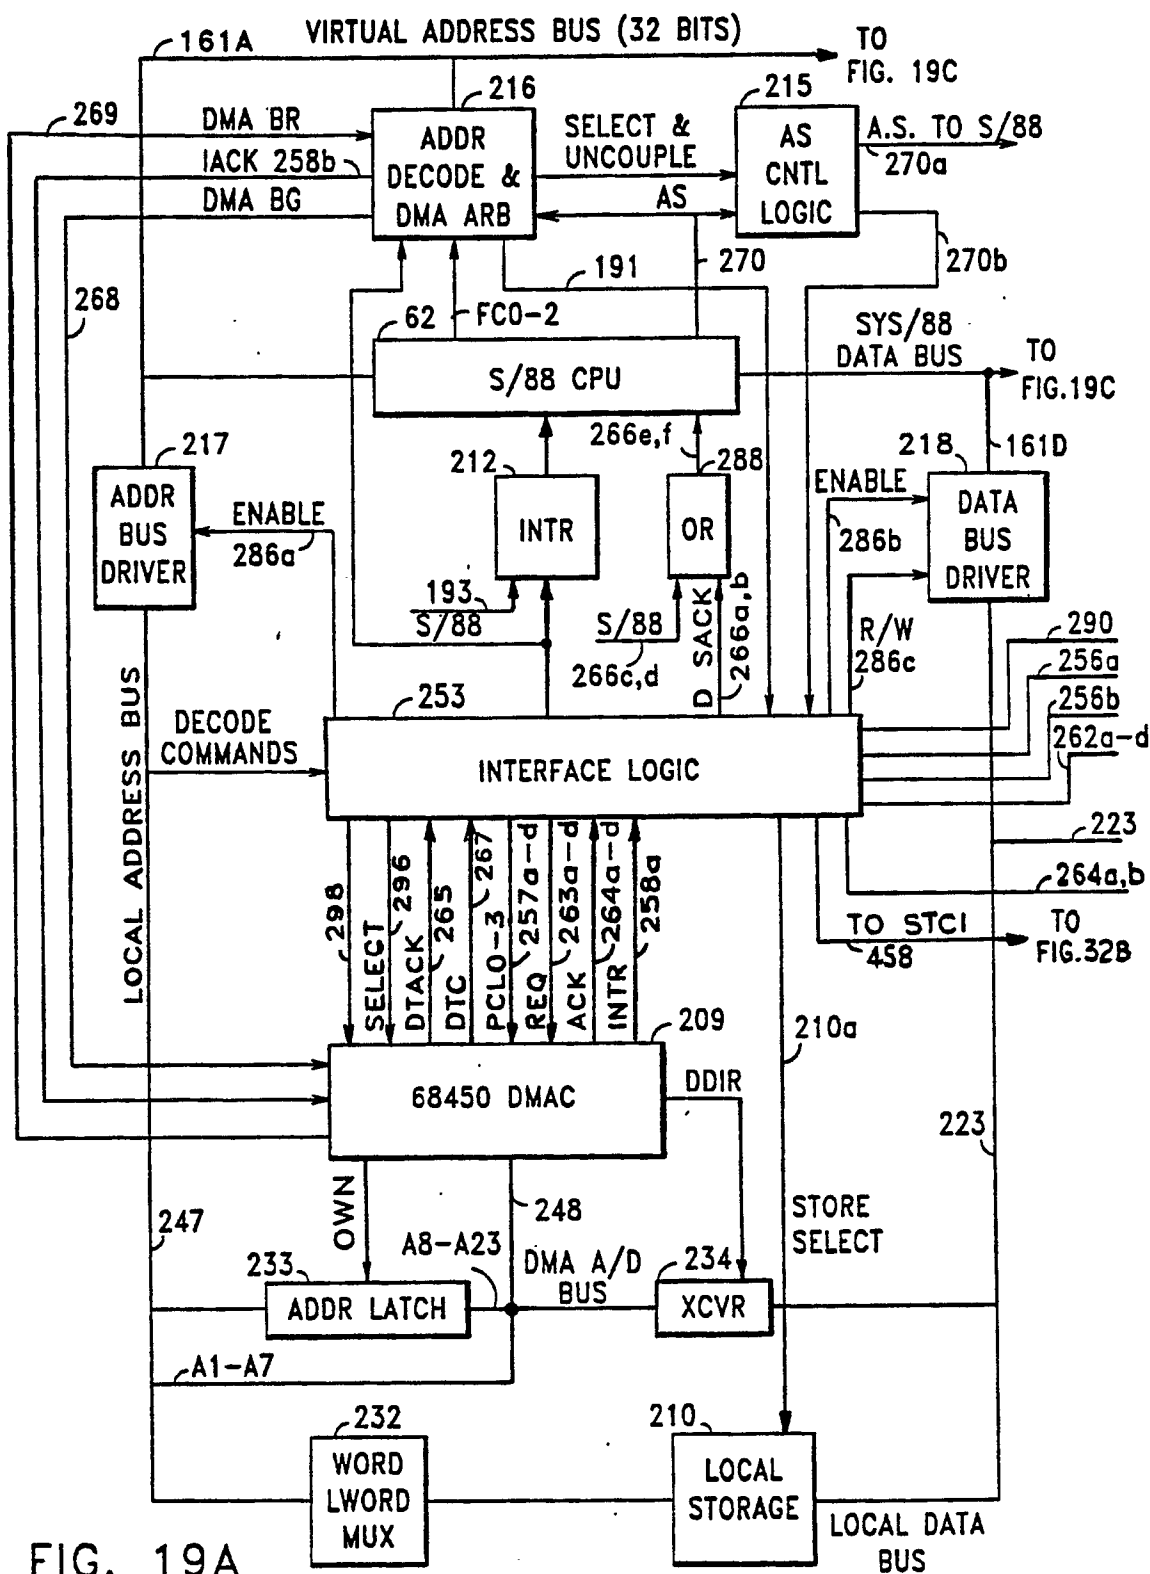 VIRTUAL ADDRESS BUS (32 BITS)
161A
TO
FIG. 19C
216
215
269
DMA BR
ADDR
DECODE &
DMA ARB
SELECT &
UNCOUPLE
AS
CNTL
LOGIC
A.S. TO S/88
270a
IACK 258b
DMA BG
AS
268
191
270
270b
62
FC0-2
S/88 CPU
SYS/88
DATA BUS
TO
FIG.19C
217
212
266e,f
288
218
161D
ADDR
BUS
DRIVER
ENABLE
286a
INTR
OR
ENABLE
286b
DATA
BUS
DRIVER
193
S/88
S/88
266c,d
D SACK
266a,b
R/W
286c
290
256a
256b
262a-d
253
DECODE
COMMANDS
INTERFACE LOGIC
LOCAL ADDRESS BUS
223
264a,b
298
SELECT
296
DTACK
265
DTC
267
PCL0-3
257a-d
REQ
263a-d
ACK
264a-d
INTR
258a
TO STCI
458
TO
FIG.32B
209
210a
68450 DMAC
DDIR
223
OWN
248
247
A8-A23
STORE
SELECT
233
DMA A/D
BUS
234
ADDR LATCH
XCVR
A1-A7
232
210
WORD
LWORD
MUX
LOCAL
STORAGE
LOCAL DATA
BUS
FIG. 19A